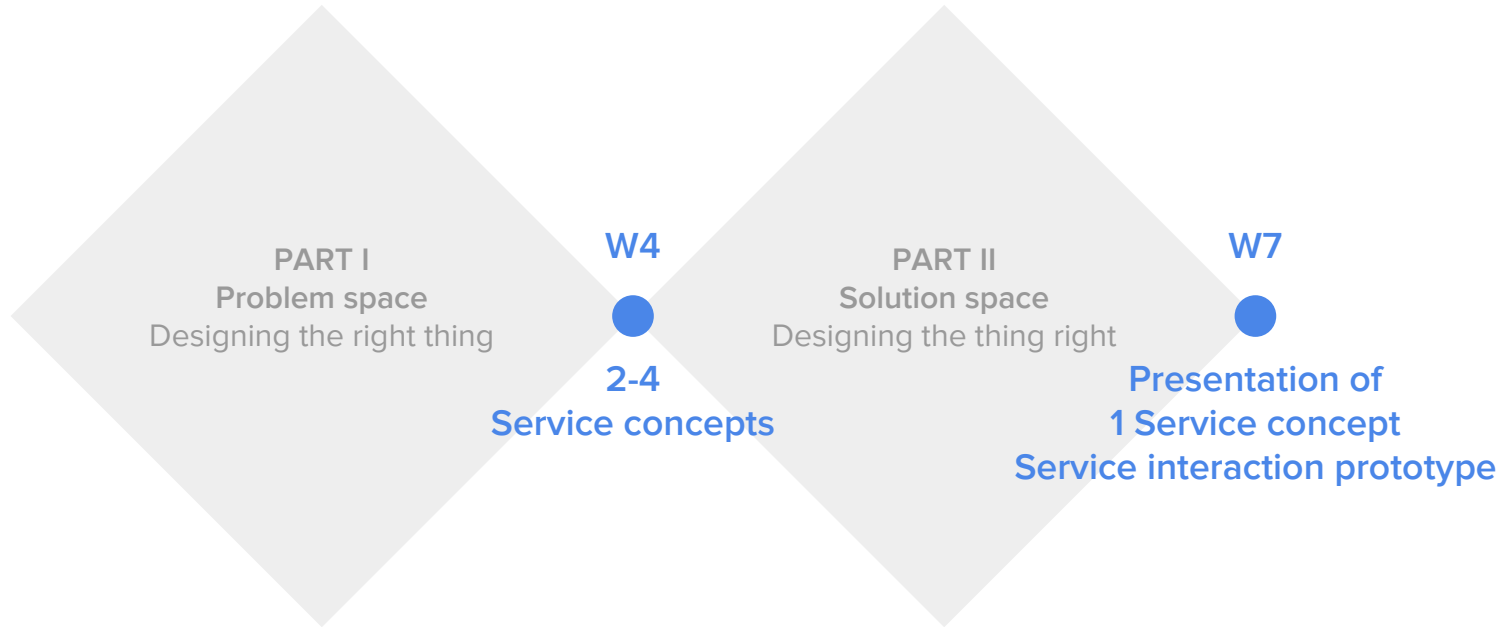 PART I
Problem space
Designing the right thing
W4
2-4
Service concepts
PART II
Solution space
Designing the thing right
W7
Presentation of
1 Service concept
Service interaction prototype